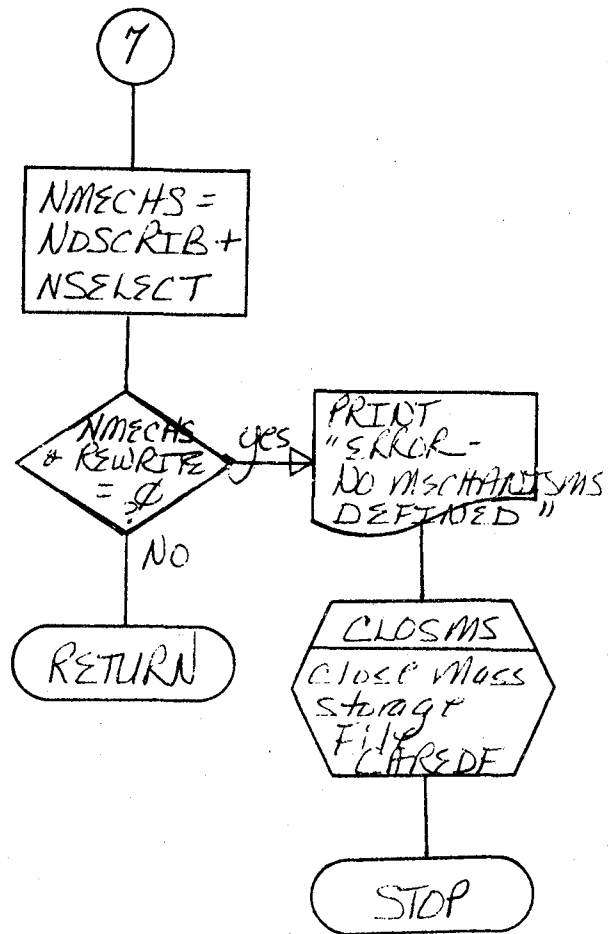 7
NMECHS =
NDSCRIB +
NSELECT
NMECHS
& REWRITE
= Ø
?
yes
NO
RETURN
PRINT
"ERROR-
NO MECHANISMS
DEFINED"
CLOSMS
Close Mass
Storage
File
CAREDF
STOP